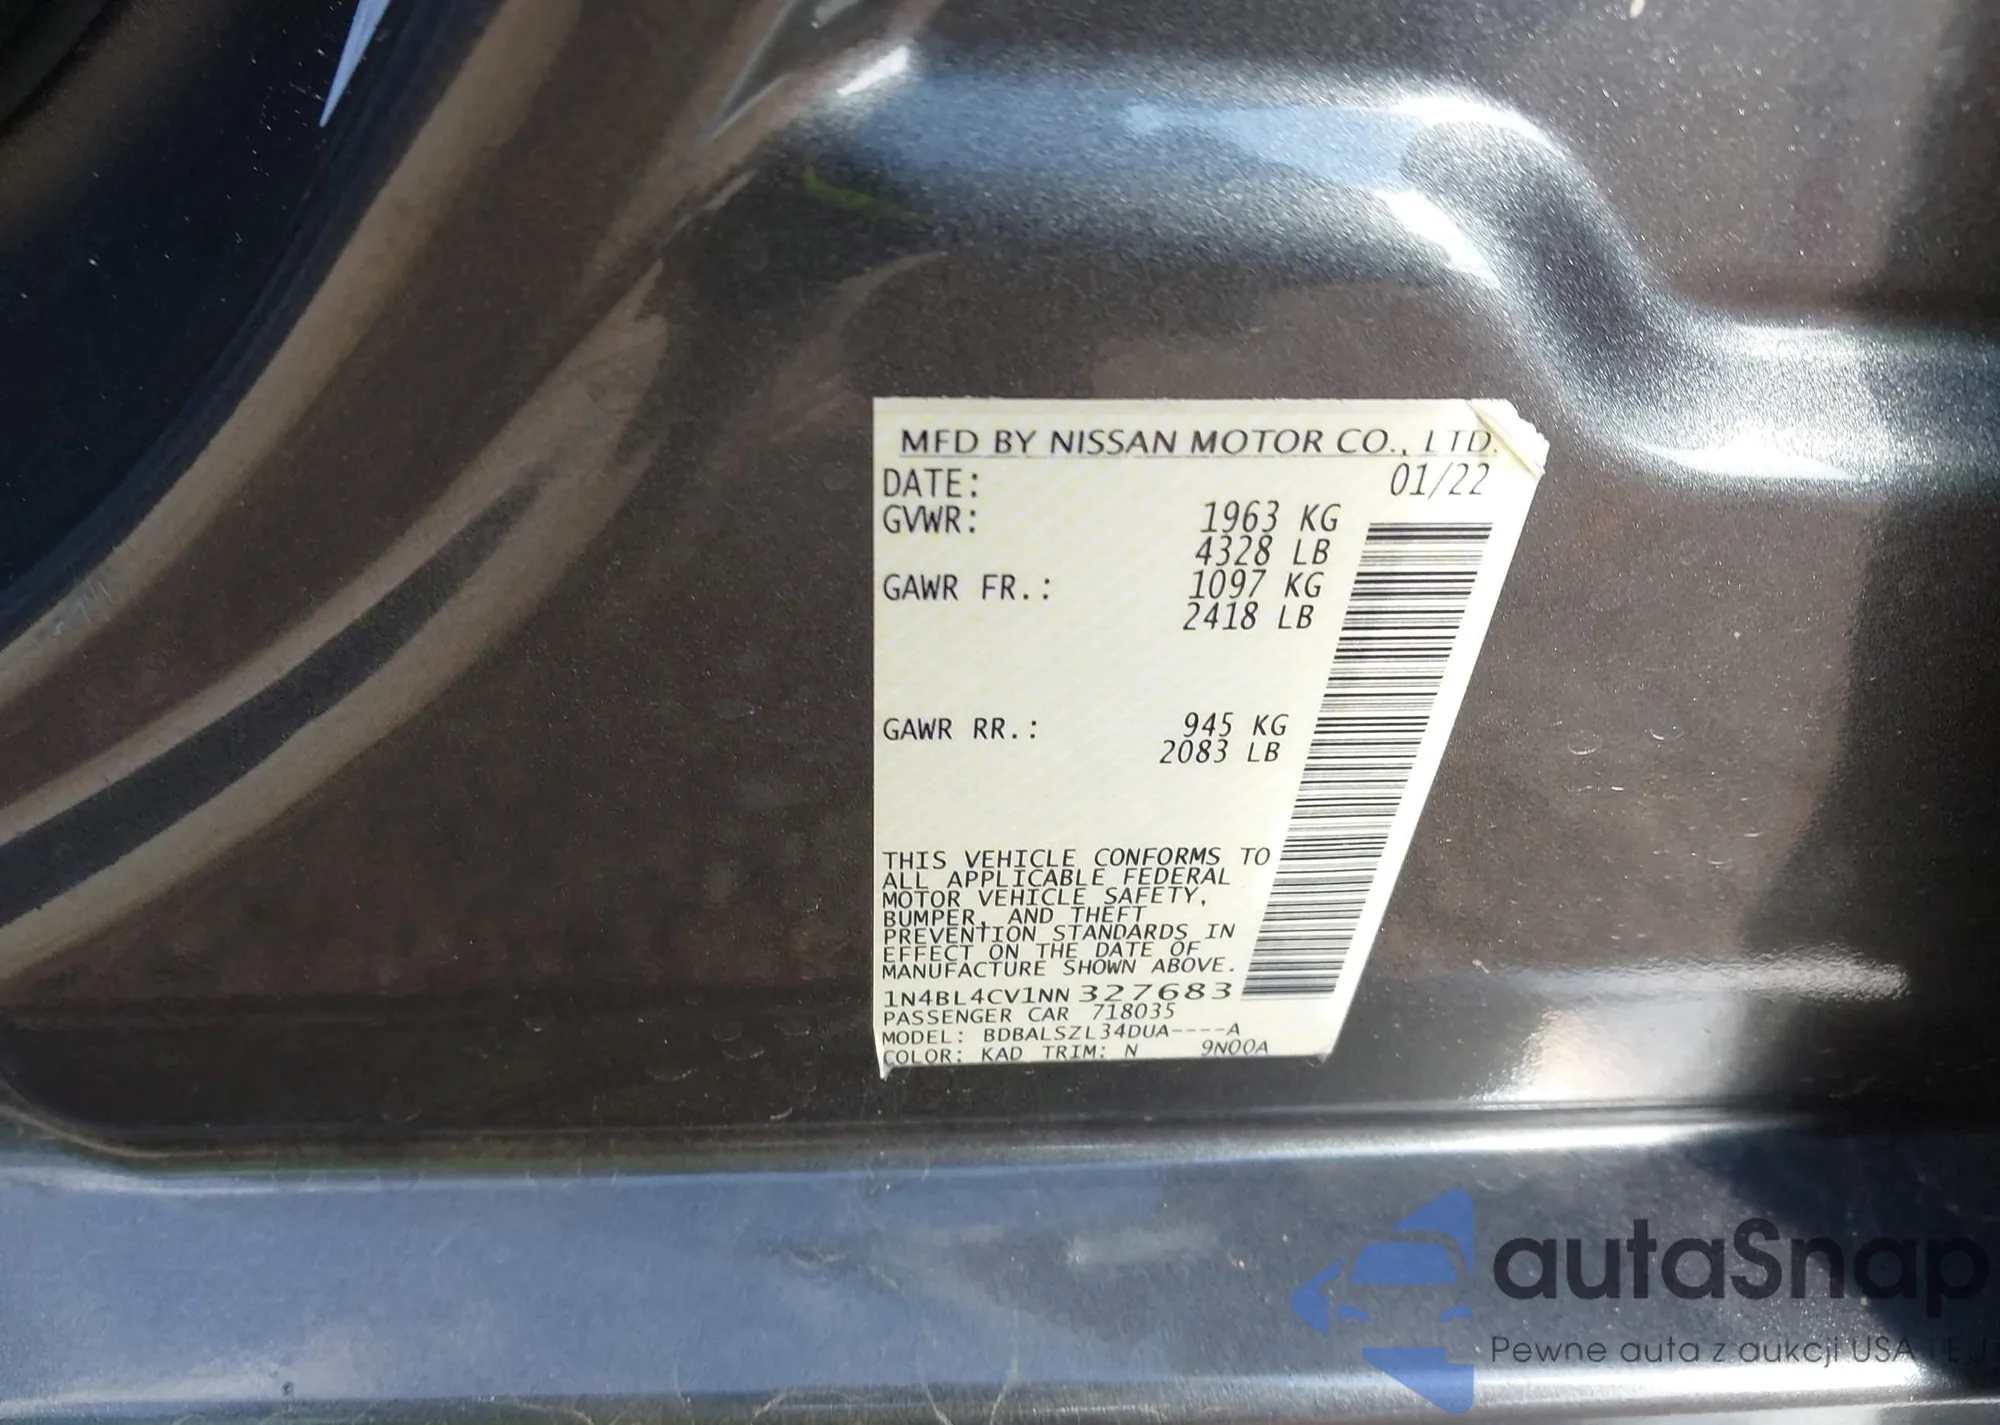 MFD BY NISSAN MOTOR CO., LTD.
DATE: 01/22
GVWR: 1963 KG
4328 LB
GAWR FR.: 1097 KG
2418 LB
GAWR RR.: 945 KG
2083 LB
THIS VEHICLE CONFORMS TO
ALL APPLICABLE FEDERAL
MOTOR VEHICLE SAFETY,
BUMPER, AND THEFT
PREVENTION STANDARDS IN
EFFECT ON THE DATE OF
MANUFACTURE SHOWN ABOVE.
1N4BL4CV1NN327683
PASSENGER CAR 718035
MODEL: BDBALSZL34DUA----A
COLOR: KAD TRIM: N 9N00A
autaSnap
Pewne auta z aukcji USA i EU